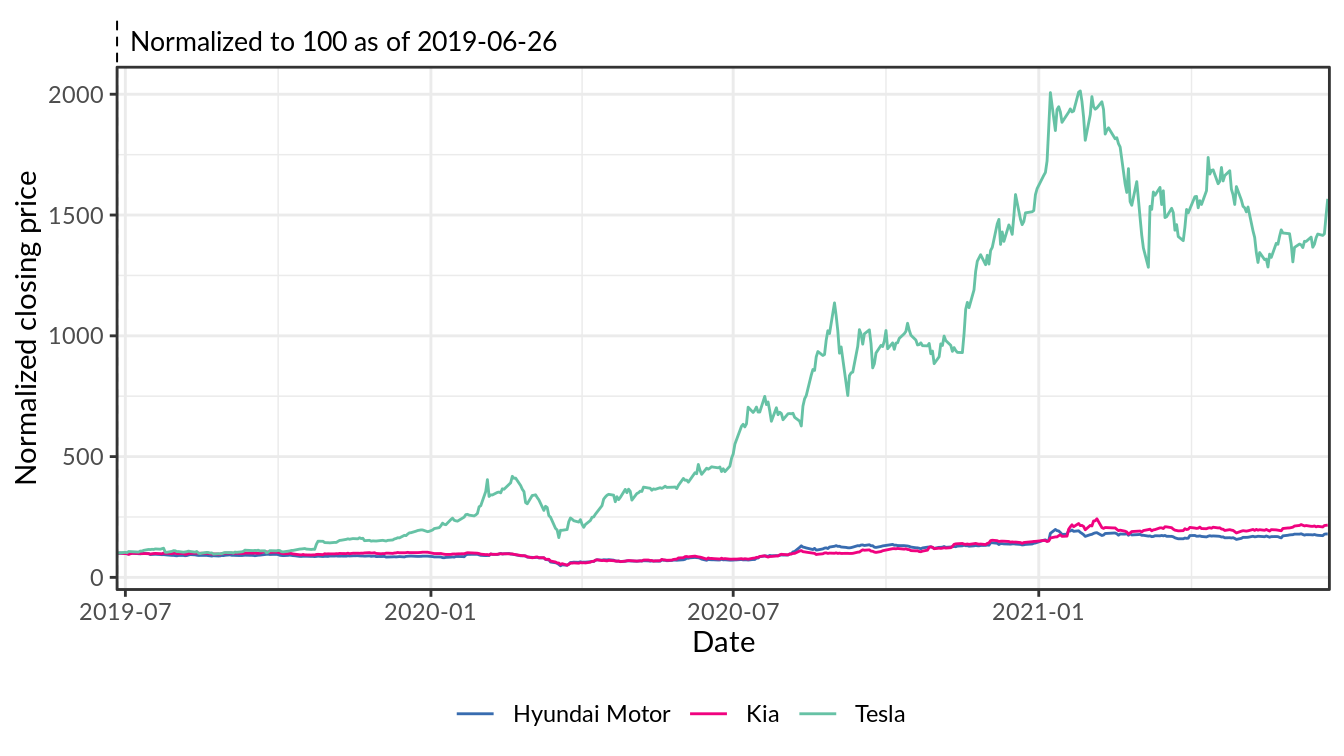 Normalized to 100 as of 2019-06-26
Normalized closing price
2000
1500
1000
500
0
2019-07 2020-01 2020-07 2021-01
Date
Hyundai Motor Kia Tesla